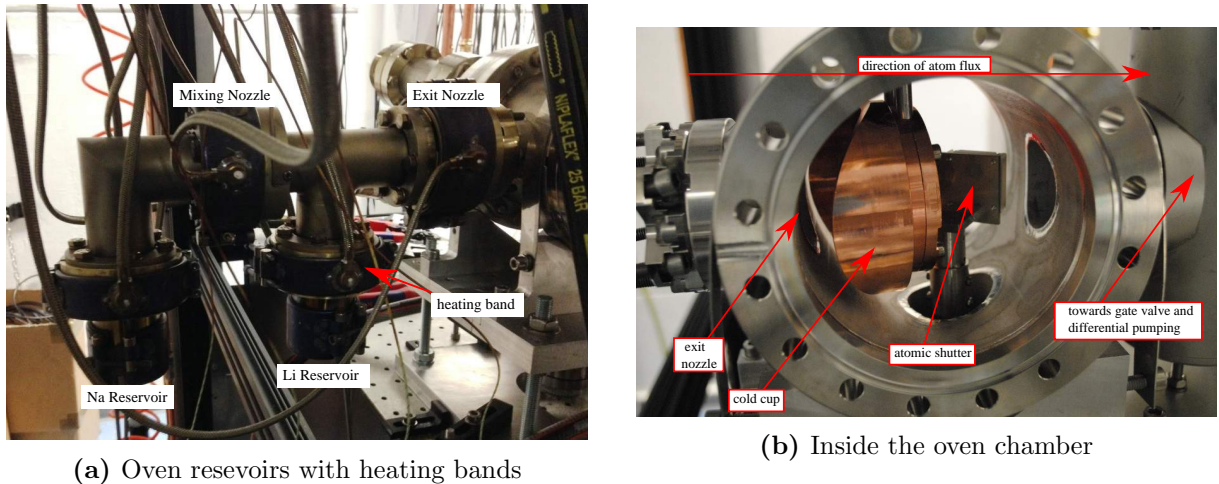 Mixing Nozzle
Exit Nozzle
NIPLAFLEX® 25 BAR
heating band
Li Reservoir
Na Reservoir
(a) Oven resevoirs with heating bands
direction of atom flux
exit
nozzle
cold cup
atomic shutter
towards gate valve and
differential pumping
(b) Inside the oven chamber